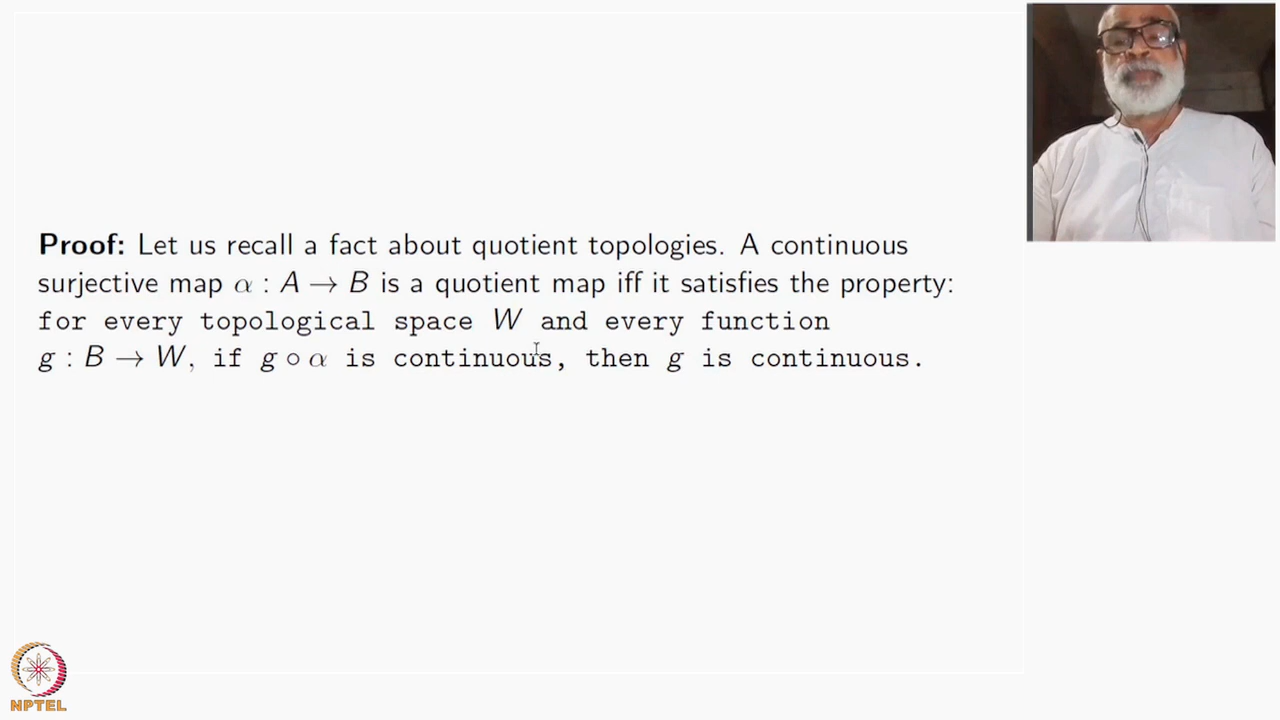 Proof: Let us recall a fact about quotient topologies. A continuous
surjective map α : A → B is a quotient map iff it satisfies the property:
for every topological space W and every function
g : B → W, if g ∘ α is continuous, then g is continuous.
NPTEL